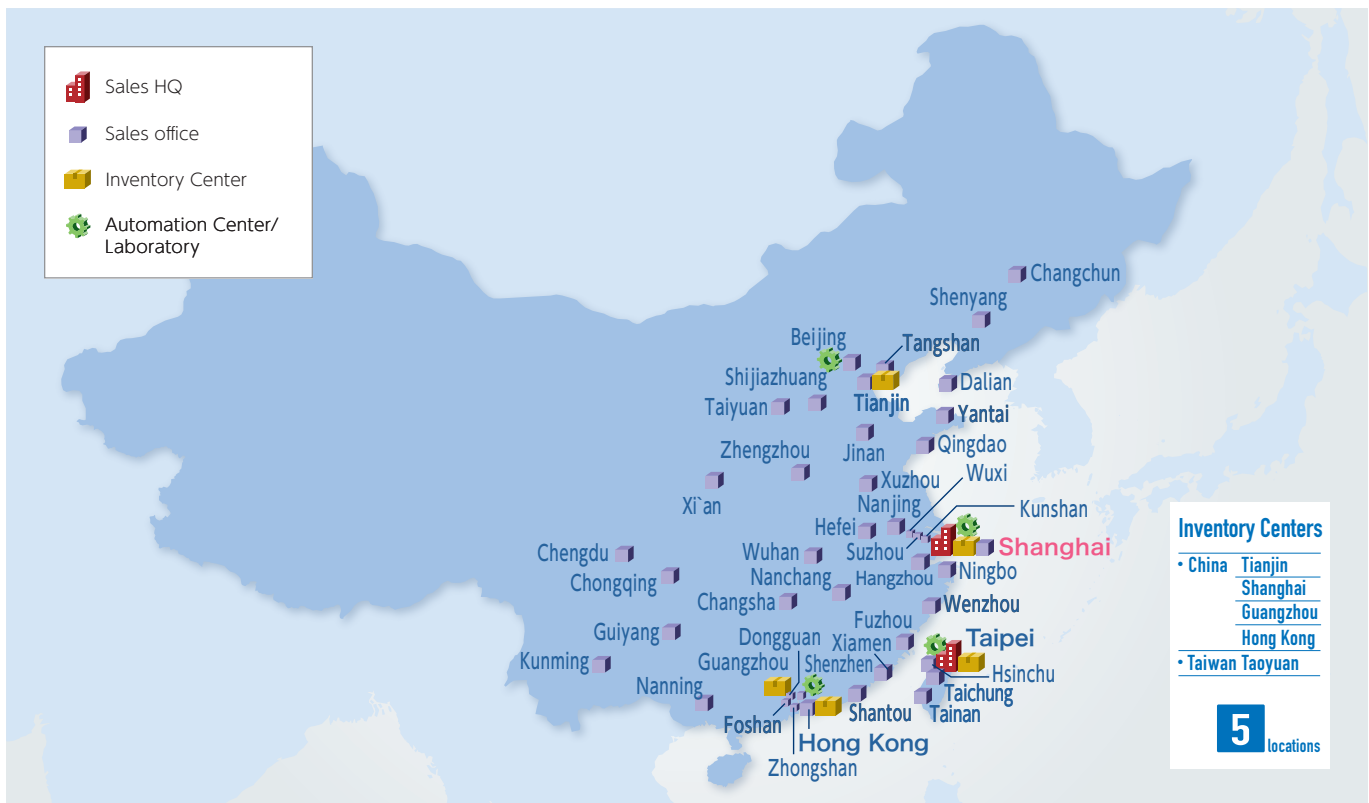 Sales HQ
Sales office
Inventory Center
Automation Center/
Laboratory
Changchun
Shenyang
Beijing
Tangshan
Shijiazhuang
Dalian
Taiyuan
Tianjin
Yantai
Qingdao
Zhengzhou
Jinan
Wuxi
Xuzhou
Xi`an
Nanjing
Kunshan
Hefei
Shanghai
Chengdu
Wuhan
Suzhou
Ningbo
Chongqing
Nanchang
Hangzhou
Changsha
Wenzhou
Fuzhou
Guiyang
Dongguan
Xiamen
Taipei
Kunming
Guangzhou
Shenzhen
Hsinchu
Nanning
Taichung
Shantou
Tainan
Foshan
Hong Kong
Zhongshan
Inventory Centers
• China Tianjin
Shanghai
Guangzhou
Hong Kong
• Taiwan Taoyuan
5 locations